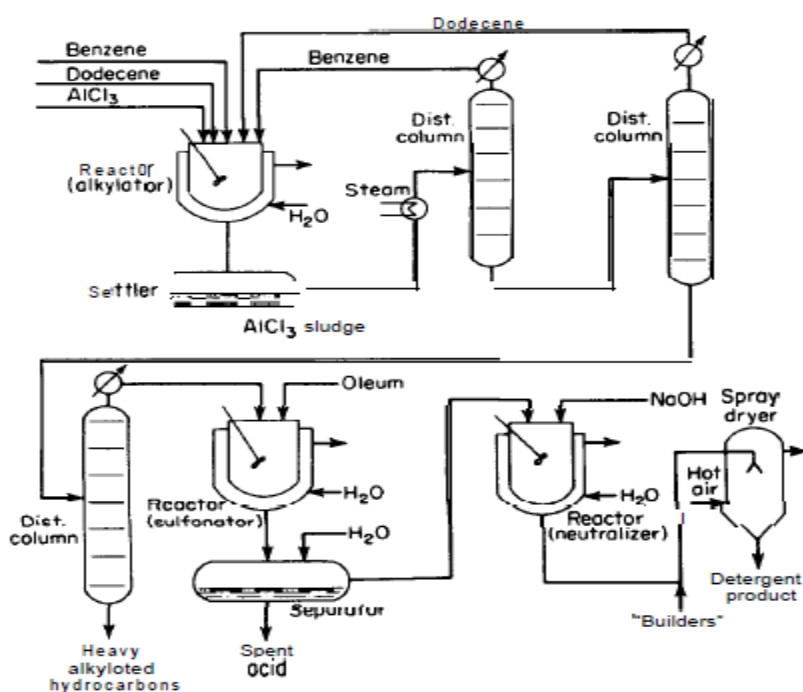 Dodecene
Benzene
Dodecene
AlCl3
Benzene
Dist.
column
Dist.
column
Reactor
(alkylator)
Steam
H2O
Settler
AlCl3 sludge
Oleum
NaOH
Spray
dryer
Hot
air
H2O
H2O
Dist.
column
Reactor
(sulfonator)
H2O
Reactor
(neutralizer)
Separufur
Detergent
product
"Builders"
Heavy
alkyloted
hydrocarbons
Spent
acid